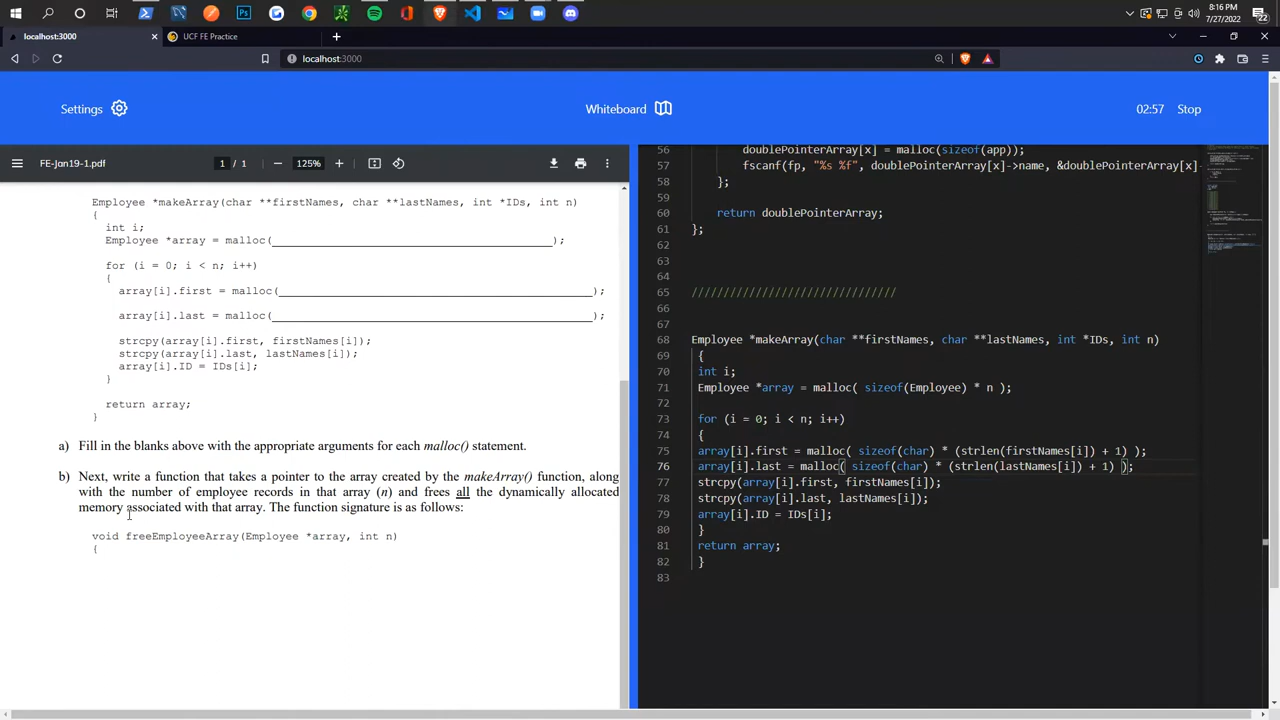 8:16 PM
7/27/2022
22
localhost:3000
UCF FE Practice
localhost:3000
Settings
Whiteboard
02:57
Stop
FE-Jan19-1.pdf
1 / 1
125%
Employee *makeArray(char **firstNames, char **lastNames, int *IDs, int n)
{
int i;
Employee *array = malloc(______________________________);
for (i = 0; i < n; i++)
{
array[i].first = malloc(______________________________);
array[i].last = malloc(______________________________);
strcpy(array[i].first, firstNames[i]);
strcpy(array[i].last, lastNames[i]);
array[i].ID = IDs[i];
}
return array;
}
a) Fill in the blanks above with the appropriate arguments for each malloc() statement.
b) Next, write a function that takes a pointer to the array created by the makeArray() function, along
with the number of employee records in that array (n) and frees all the dynamically allocated
memory associated with that array. The function signature is as follows:
void freeEmployeeArray(Employee *array, int n)
{
56 doublePointerArray[x] = malloc(sizeof(app));
57 fscanf(fp, "%s %f", doublePointerArray[x]->name, &doublePointerArray[x]-
58 };
59
60 return doublePointerArray;
61 };
62
63
64
65 ////////////////////////////////
66
67
68 Employee *makeArray(char **firstNames, char **lastNames, int *IDs, int n)
69 {
70 int i;
71 Employee *array = malloc( sizeof(Employee) * n );
72
73 for (i = 0; i < n; i++)
74 {
75 array[i].first = malloc( sizeof(char) * (strlen(firstNames[i]) + 1) );
76 array[i].last = malloc( sizeof(char) * (strlen(lastNames[i]) + 1) );
77 strcpy(array[i].first, firstNames[i]);
78 strcpy(array[i].last, lastNames[i]);
79 array[i].ID = IDs[i];
80 }
81 return array;
82 }
83